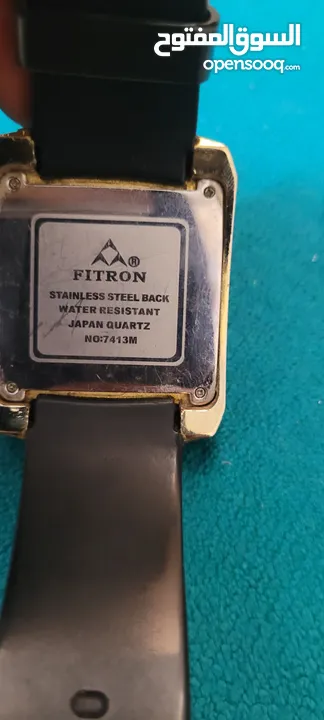 السوق المفتوح
opensooq.com
®
FITRON
STAINLESS STEEL BACK
WATER RESISTANT
JAPAN QUARTZ
NO:7413M